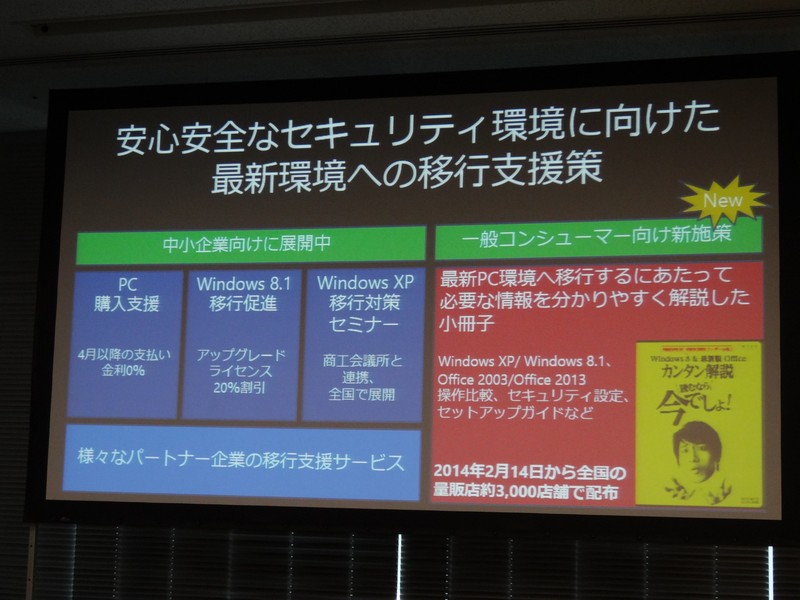 安心安全なセキュリティ環境に向けた
最新環境への移行支援策
New
中小企業向けに展開中
一般コンシューマー向け新施策
PC
購入支援
4月以降の支払い
金利0%
Windows 8.1
移行促進
アップグレード
ライセンス
20%割引
Windows XP
移行対策
セミナー
商工会議所と
連携、
全国で展開
様々なパートナー企業の移行支援サービス
最新PC環境へ移行するにあたって
必要な情報を分かりやすく解説した
小冊子
Windows XP/ Windows 8.1、
Office 2003/Office 2013
操作比較、セキュリティ設定、
セットアップガイドなど
2014年2月14日から全国の
量販店約3,000店舗で配布
Windows 8 & 最新版 Office
カンタン解説
読むなら、
今でしょ!